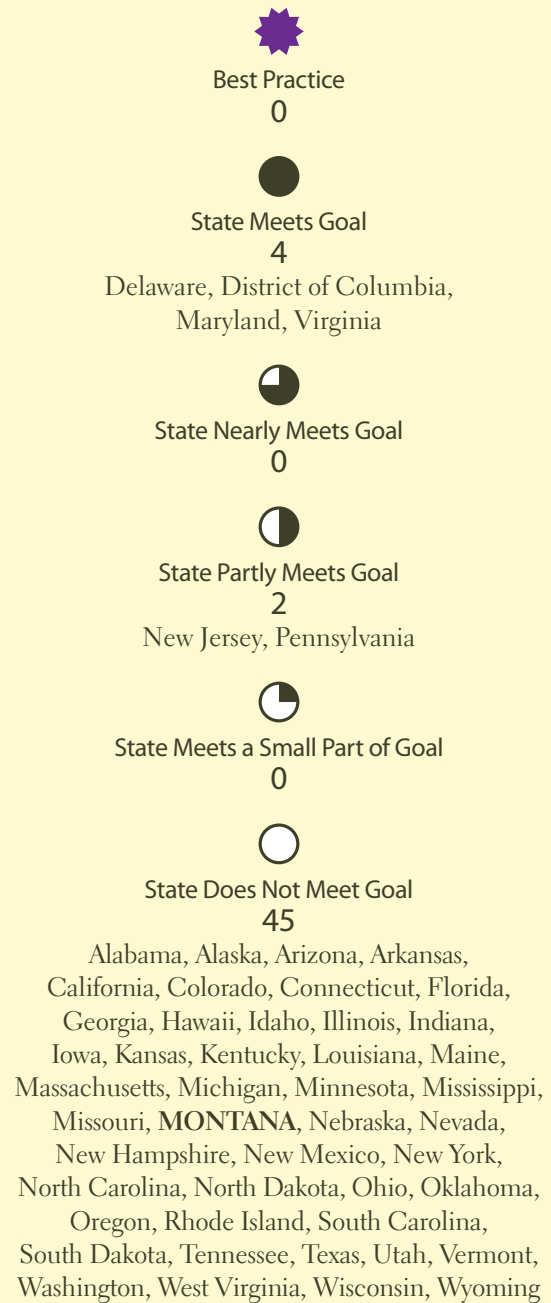 Best Practice
0
State Meets Goal
4
Delaware, District of Columbia,
Maryland, Virginia
State Nearly Meets Goal
0
State Partly Meets Goal
2
New Jersey, Pennsylvania
State Meets a Small Part of Goal
0
State Does Not Meet Goal
45
Alabama, Alaska, Arizona, Arkansas,
California, Colorado, Connecticut, Florida,
Georgia, Hawaii, Idaho, Illinois, Indiana,
Iowa, Kansas, Kentucky, Louisiana, Maine,
Massachusetts, Michigan, Minnesota, Mississippi,
Missouri, MONTANA, Nebraska, Nevada,
New Hampshire, New Mexico, New York,
North Carolina, North Dakota, Ohio, Oklahoma,
Oregon, Rhode Island, South Carolina,
South Dakota, Tennessee, Texas, Utah, Vermont,
Washington, West Virginia, Wisconsin, Wyoming